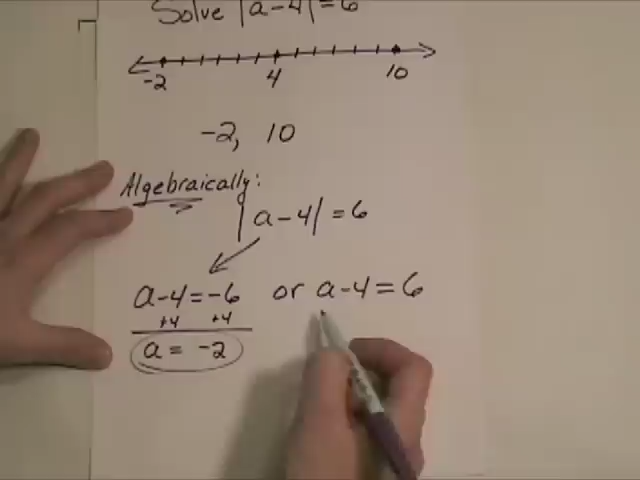 Solve |a-4|=6
-2 4 10
-2, 10
Algebraically:
|a-4|=6
a-4=-6 or a-4=6
+4 +4
a = -2